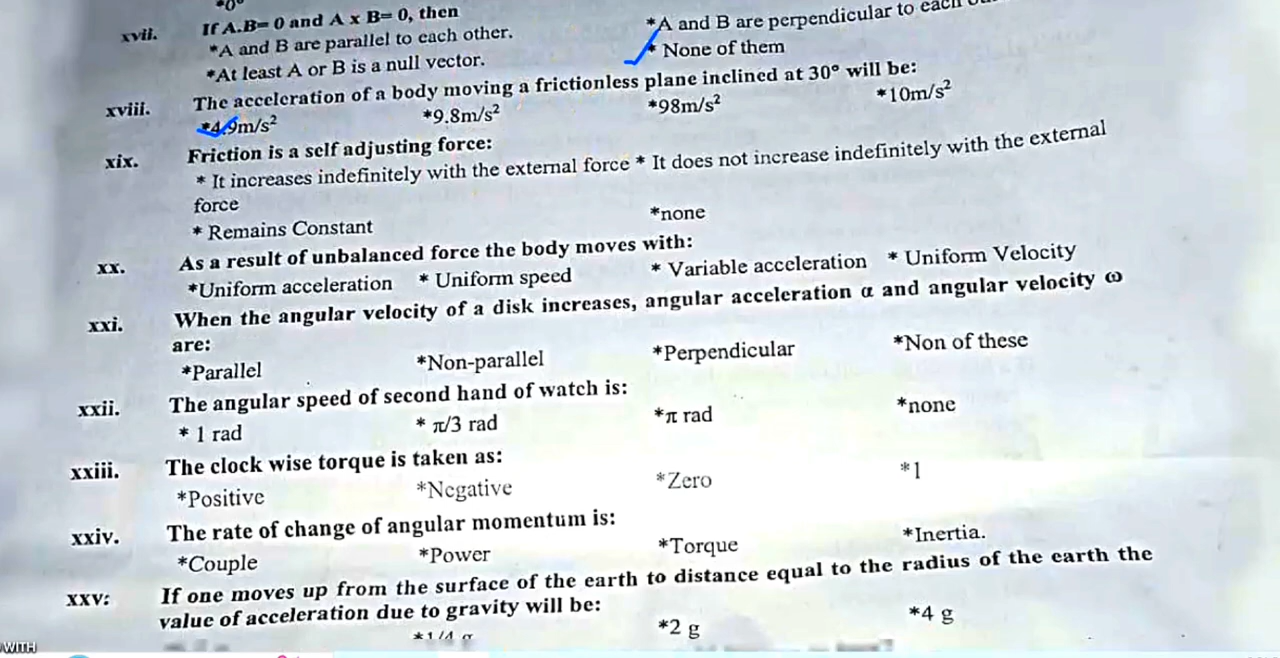 xvii. If A.B= 0 and A x B= 0, then
*A and B are parallel to each other. *A and B are perpendicular to each
*At least A or B is a null vector. * None of them
xviii. The acceleration of a body moving a frictionless plane inclined at 30° will be:
*4.9m/s² *9.8m/s² *98m/s² *10m/s²
xix. Friction is a self adjusting force:
* It increases indefinitely with the external force * It does not increase indefinitely with the external
force
* Remains Constant *none
xx. As a result of unbalanced force the body moves with:
*Uniform acceleration * Uniform speed * Variable acceleration * Uniform Velocity
xxi. When the angular velocity of a disk increases, angular acceleration α and angular velocity ω
are:
*Parallel *Non-parallel *Perpendicular *Non of these
xxii. The angular speed of second hand of watch is:
* 1 rad * π/3 rad *π rad *none
xxiii. The clock wise torque is taken as:
*Positive *Negative *Zero *1
xxiv. The rate of change of angular momentum is:
*Couple *Power *Torque *Inertia.
xxv: If one moves up from the surface of the earth to distance equal to the radius of the earth the
value of acceleration due to gravity will be:
*1/4 g *2 g *4 g
WITH